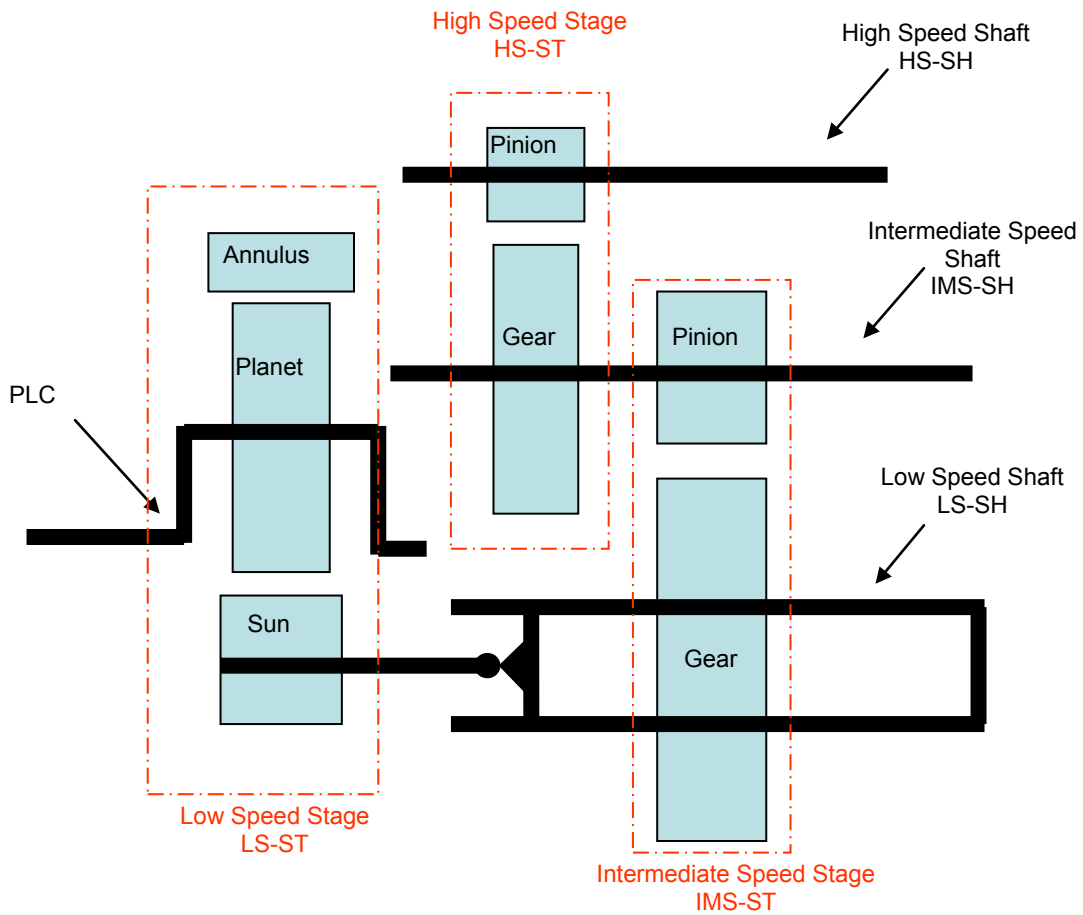 High Speed Stage
HS-ST
High Speed Shaft
HS-SH
Pinion
Annulus
Intermediate Speed
Shaft
IMS-SH
Gear
Pinion
Planet
PLC
Low Speed Shaft
LS-SH
Sun
Gear
Low Speed Stage
LS-ST
Intermediate Speed Stage
IMS-ST